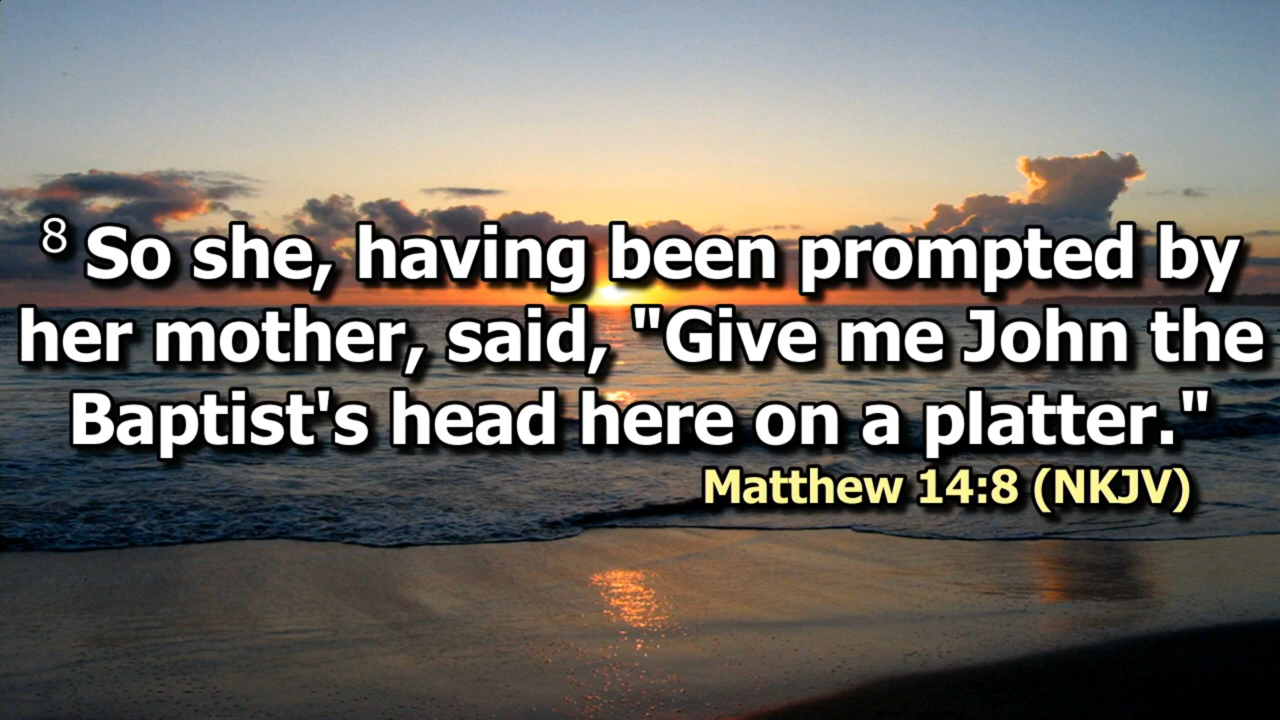 8 So she, having been prompted by
her mother, said, "Give me John the
Baptist's head here on a platter."
Matthew 14:8 (NKJV)